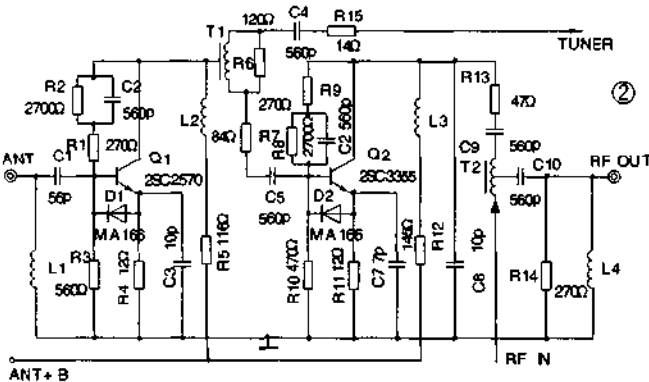 C4 R15
120Ω
T1 560p 14Ω
TUNER
R6
R2 C2
2700Ω 560p
R9
270Ω
R13
47Ω
②
L2
84Ω
R7
R8 2700Ω C2 560p
L3
R1 270Ω
ANT C1
56p
Q1
2SC2570
C5
560p
Q2
2SC3355
560p
C9
T2
C10
560p
RF OUT
D1
MA166
D2
MA166
L1
R3
560Ω
R4 12Ω
C3 10p
R5 116Ω
R10 470Ω
R11 12Ω
C7 7p
R12
C8 10p
R14
270Ω
L4
RF IN
ANT+ B